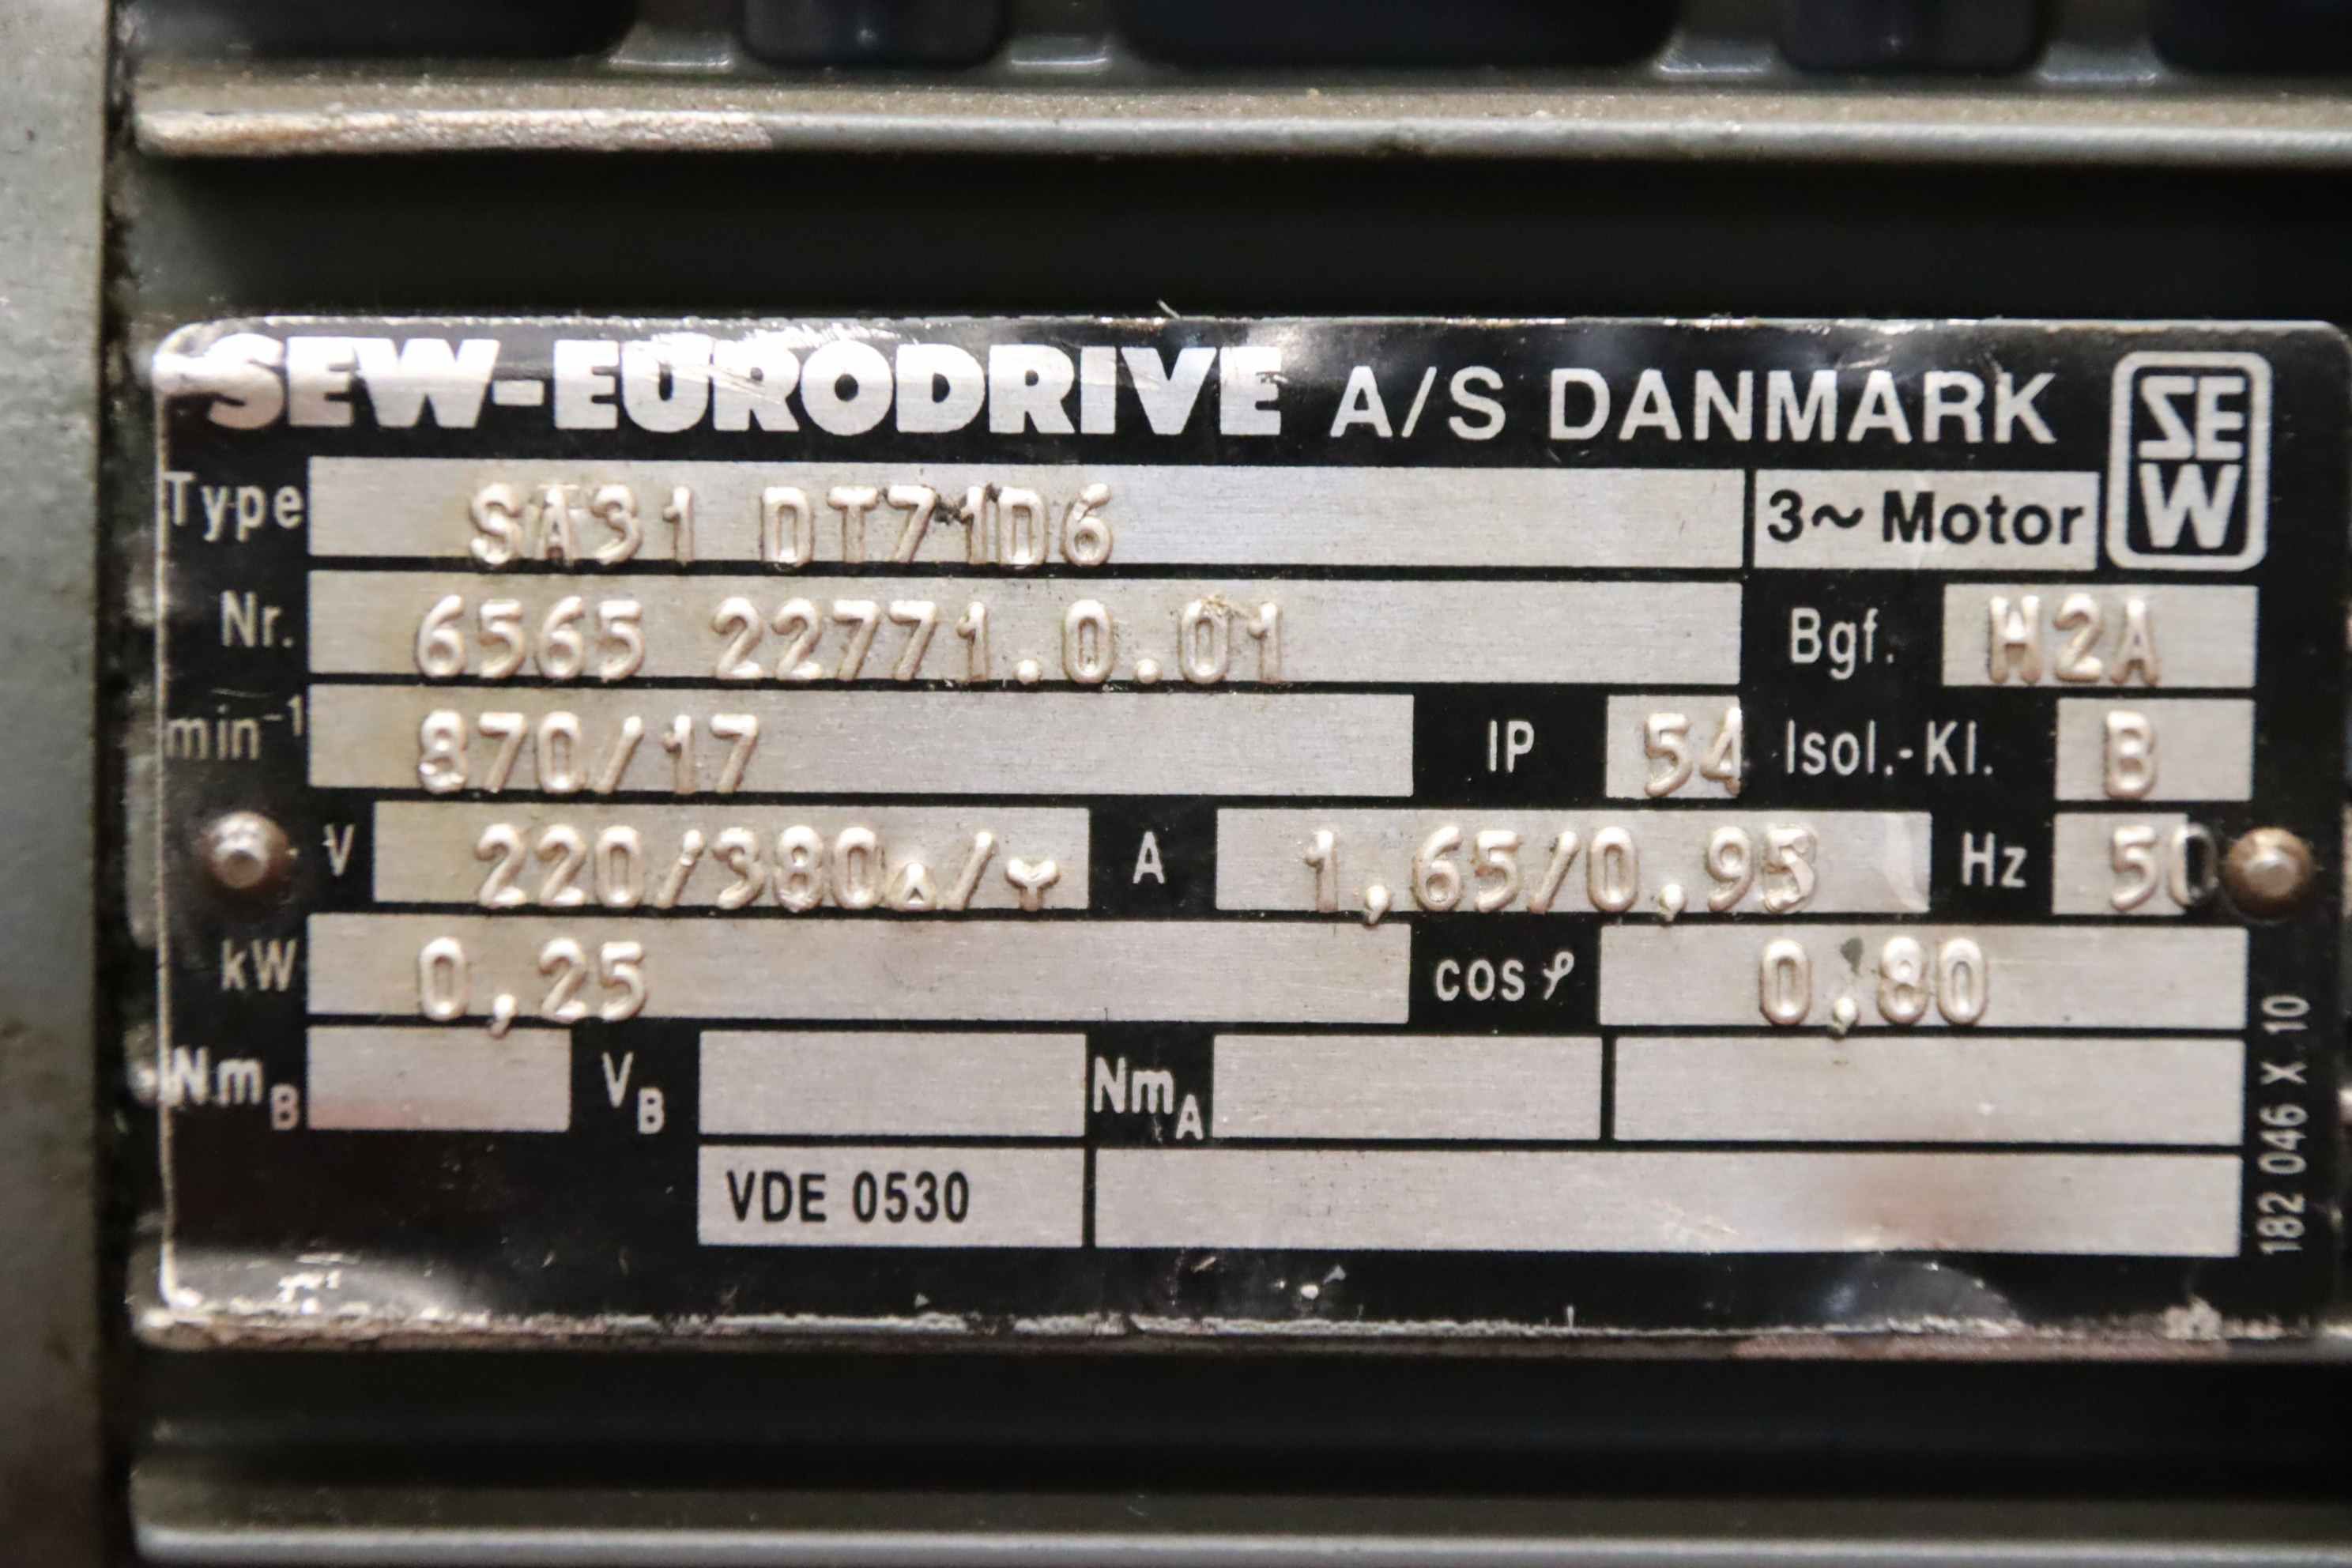 SEW-EURODRIVE A/S DANMARK
SEW
Type SA31 DT71D6 3~ Motor
Nr. 6565 22771.0.01 Bgf. H2A
min⁻¹ 870/17 IP 54 Isol.-Kl. B
V 220/380△/Y A 1,65/0,95 Hz 50
kW 0,25 cos φ 0,80
NmB VB NmA
VDE 0530
182 046 X 10